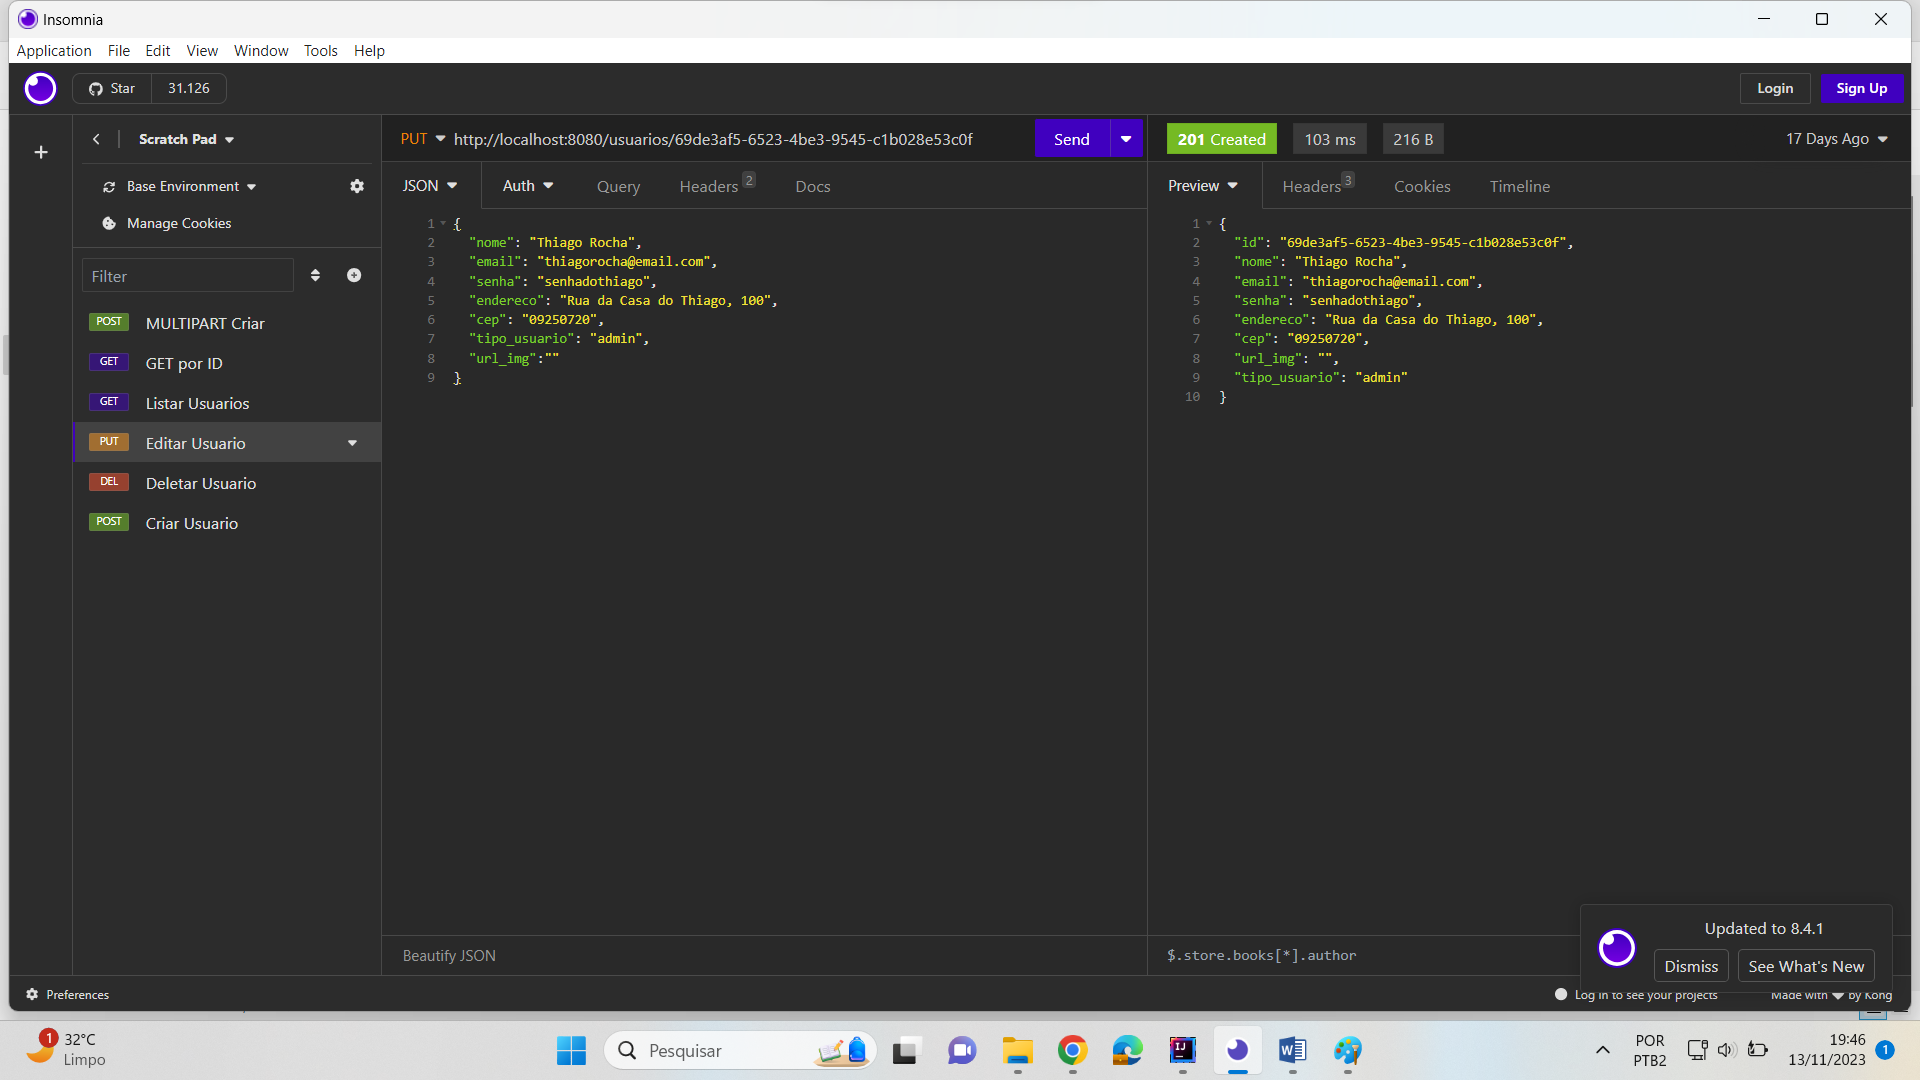 Insomnia
Application File Edit View Window Tools Help
Star 31.126
Login Sign Up
Scratch Pad
Base Environment
Manage Cookies
Filter
POST MULTIPART Criar
GET GET por ID
GET Listar Usuarios
PUT Editar Usuario
DEL Deletar Usuario
POST Criar Usuario
PUT http://localhost:8080/usuarios/69de3af5-6523-4be3-9545-c1b028e53c0f Send
JSON Auth Query Headers 2 Docs
1 {
2 "nome": "Thiago Rocha",
3 "email": "thiagorocha@email.com",
4 "senha": "senhadothiago",
5 "endereco": "Rua da Casa do Thiago, 100",
6 "cep": "09250720",
7 "tipo_usuario": "admin",
8 "url_img":""
9 }
Beautify JSON
201 Created 103 ms 216 B 17 Days Ago
Preview Headers 3 Cookies Timeline
1 {
2 "id": "69de3af5-6523-4be3-9545-c1b028e53c0f",
3 "nome": "Thiago Rocha",
4 "email": "thiagorocha@email.com",
5 "senha": "senhadothiago",
6 "endereco": "Rua da Casa do Thiago, 100",
7 "cep": "09250720",
8 "url_img": "",
9 "tipo_usuario": "admin"
10 }
$.store.books[*].author
Updated to 8.4.1
Dismiss See What's New
Preferences
Log in to see your projects Made with by Kong
1
32°C
Limpo
Pesquisar
IJ
W
POR
PTB2
19:46
13/11/2023
1